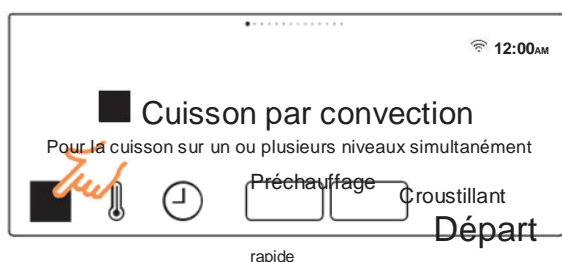 12:00AM
Cuisson par convection
Pour la cuisson sur un ou plusieurs niveaux simultanément
Préchauffage
Croustillant
Départ
rapide